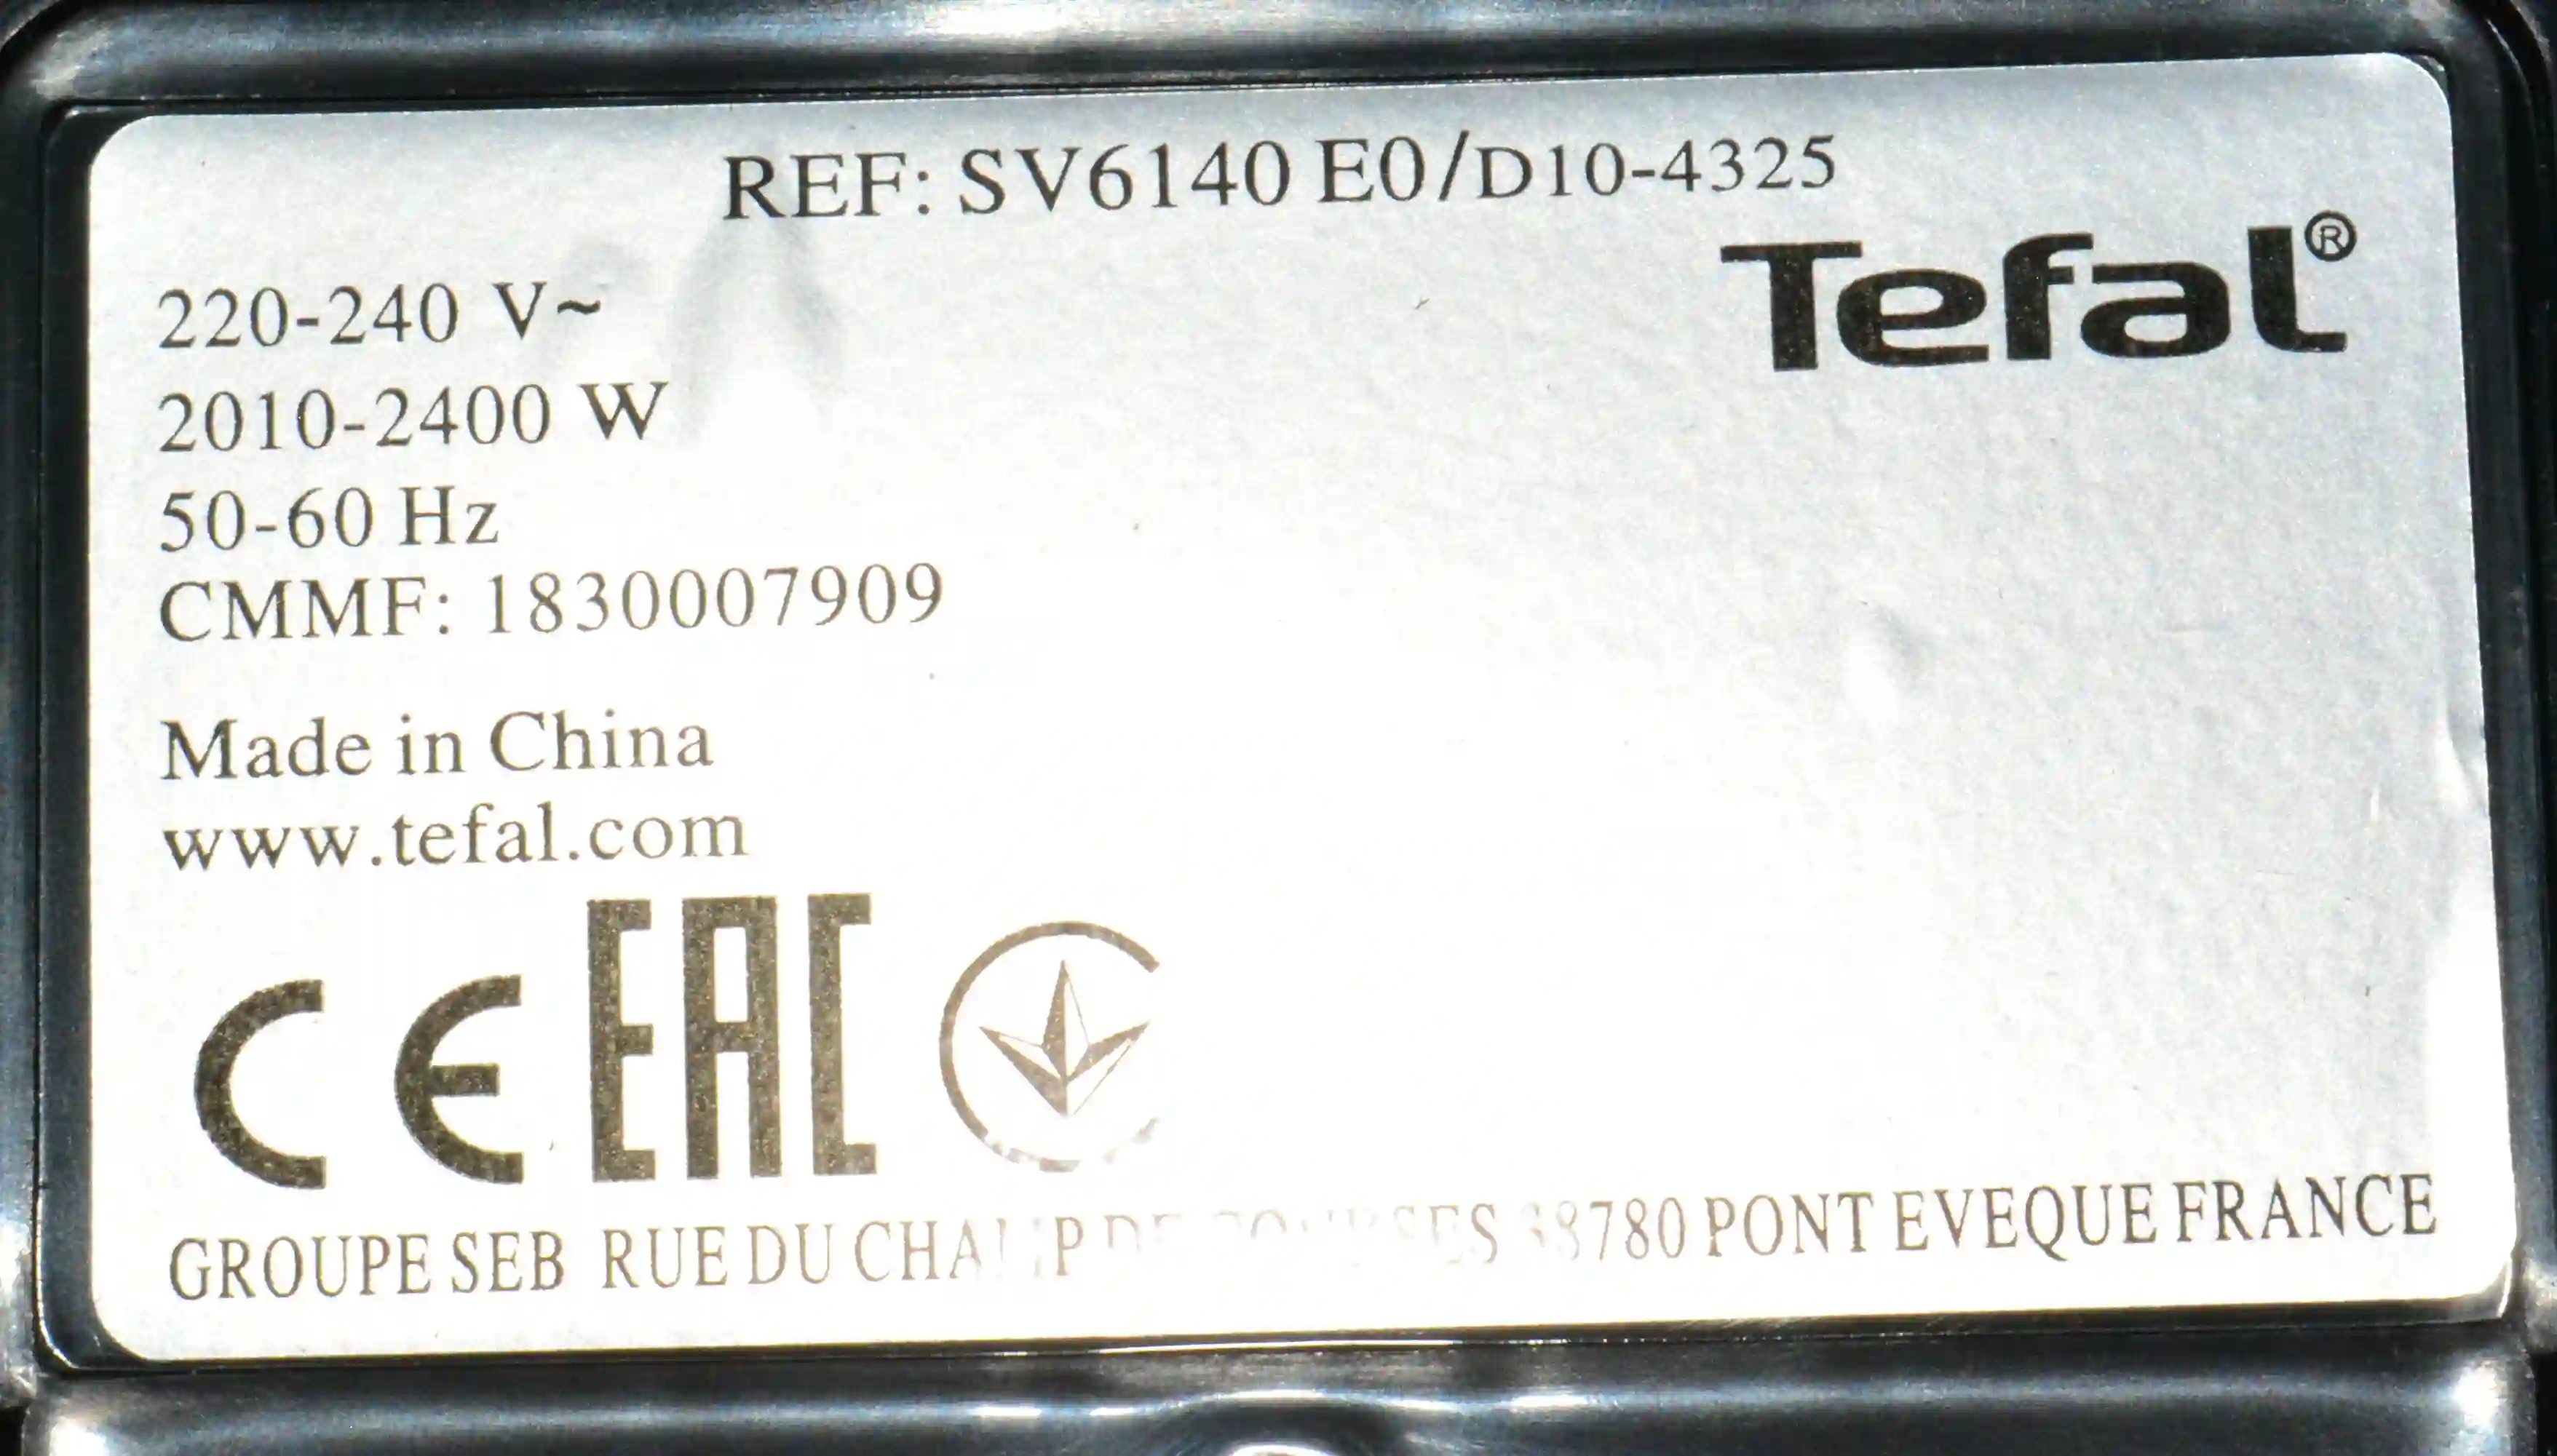 REF: SV6140 E0/D10-4325
Tefal®
220-240 V~
2010-2400 W
50-60 Hz
CMMF: 1830007909
Made in China
www.tefal.com
CE EAC
GROUPE SEB RUE DU 38780 PONT EVEQUE FRANCE